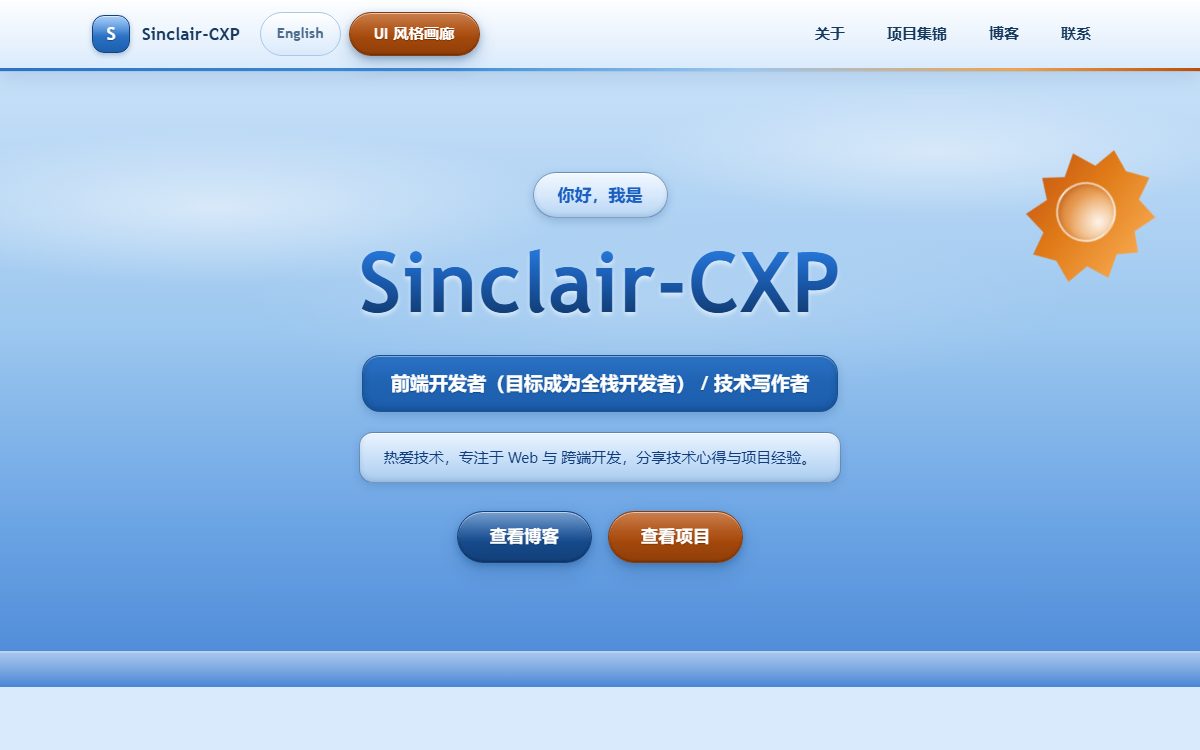 S Sinclair-CXP English UI 风格画廊 关于 项目集锦 博客 联系
你好，我是
Sinclair-CXP
前端开发者（目标成为全栈开发者） / 技术写作者
热爱技术，专注于 Web 与 跨端开发，分享技术心得与项目经验。
查看博客 查看项目